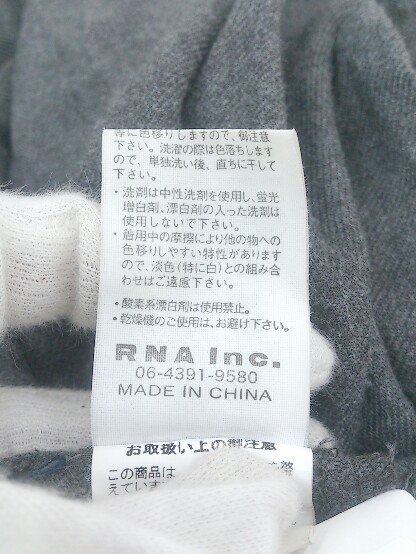 等に色移りしますので、御注意
下さい。洗濯の際は色落ちします
ので、単独洗い後、直ちに干して
下さい。
・洗剤は中性洗剤を使用し、蛍光
増白剤、漂白剤の入った洗剤は
使用しないで下さい。
・着用中の摩擦により他の物への
色移りしやすい特性があります
ので、淡色(特に白)との組み合
わせはご遠慮下さい。
・酸素系漂白剤は使用禁止。
・乾燥機のご使用は、お避け下さい。
RNA Inc.
06-4391-9580
MADE IN CHINA
お取扱い上の御注意
この商品は
えていま